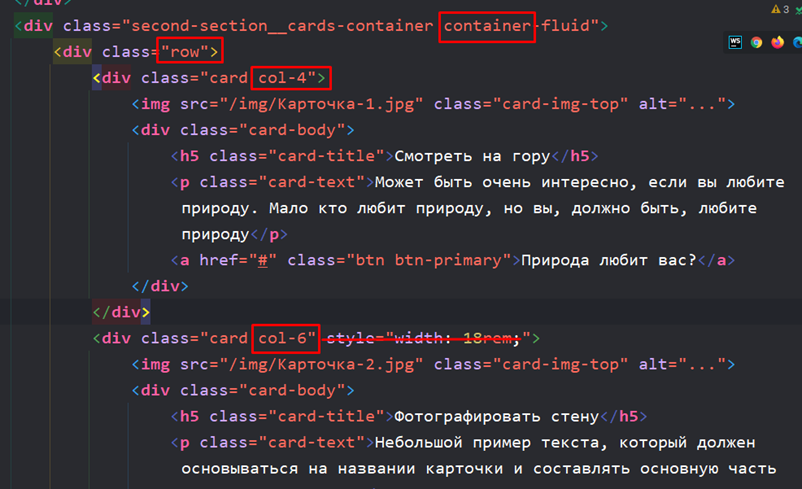 </div>
3
<div class="second-section__cards-container container-fluid">
WS
<div class="row">
<div class="card col-4">
<img src="/img/Карточка-1.jpg" class="card-img-top" alt="...">
<div class="card-body">
<h5 class="card-title">Смотреть на гору</h5>
<p class="card-text">Может быть очень интересно, если вы любите
природу. Мало кто любит природу, но вы, должно быть, любите
природу</p>
<a href="#" class="btn btn-primary">Природа любит вас?</a>
</div>
</div>
<div class="card col-6" style="width: 18rem;">
<img src="/img/Карточка-2.jpg" class="card-img-top" alt="...">
<div class="card-body">
<h5 class="card-title">Фотографировать стену</h5>
<p class="card-text">Небольшой пример текста, который должен
основываться на названии карточки и составлять основную часть